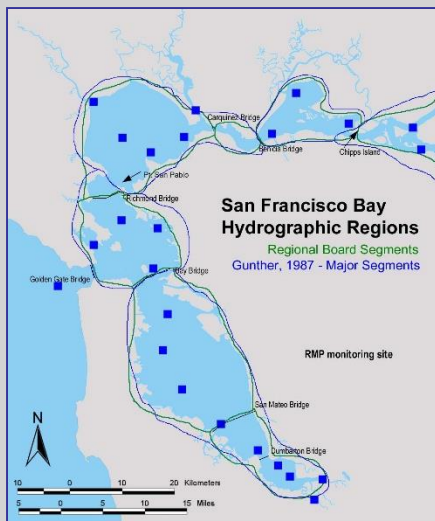 Carquinez Bridge
Benicia Bridge
Chipps Island
Pt. San Pablo
Richmond Bridge
San Francisco Bay
Hydrographic Regions
Regional Board Segments
Gunther, 1987 - Major Segments
Bay Bridge
Golden Gate Bridge
RMP monitoring site
San Mateo Bridge
N
Dumbarton Bridge
10 0 10 20 Kilometers
5 0 5 10 15 Miles